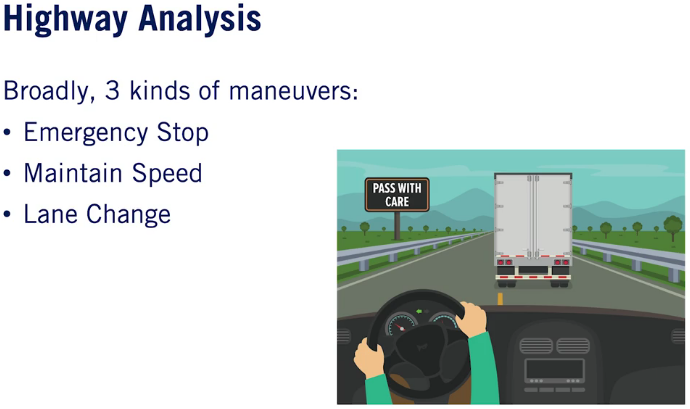 Highway Analysis
Broadly, 3 kinds of maneuvers:
• Emergency Stop
• Maintain Speed
• Lane Change
PASS WITH
CARE